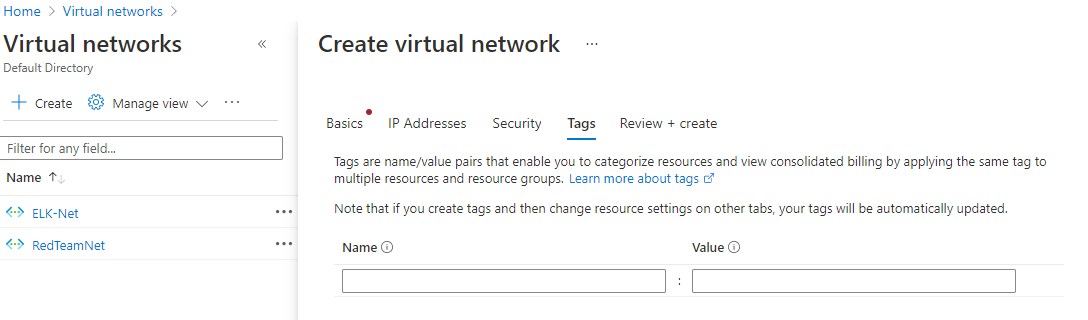 Home > Virtual networks >
Virtual networks «
Default Directory
+ Create Manage view ...
Filter for any field...
Name ↑↓
ELK-Net ...
RedTeamNet ...
Create virtual network ...
Basics IP Addresses Security Tags Review + create
Tags are name/value pairs that enable you to categorize resources and view consolidated billing by applying the same tag to
multiple resources and resource groups. Learn more about tags
Note that if you create tags and then change resource settings on other tabs, your tags will be automatically updated.
Name Value
: